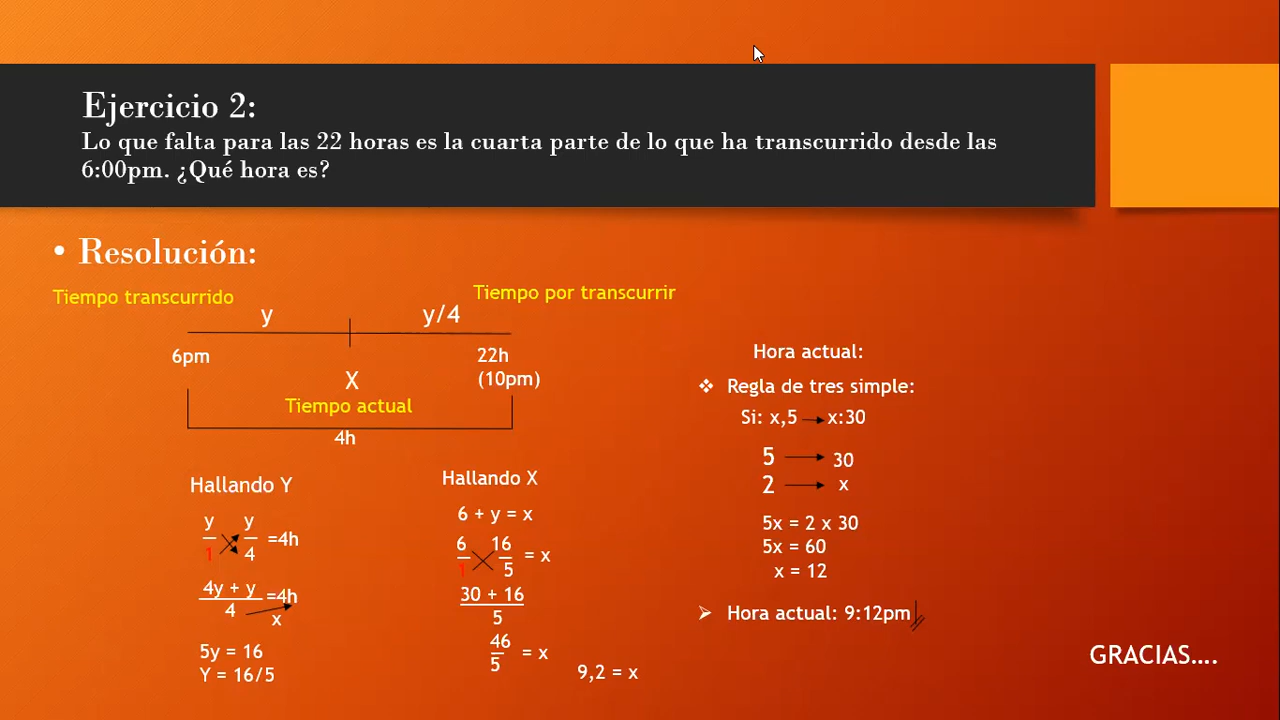 Ejercicio 2:
Lo que falta para las 22 horas es la cuarta parte de lo que ha transcurrido desde las
6:00pm. ¿Qué hora es?
• Resolución:
Tiempo transcurrido
Tiempo por transcurrir
y
y/4
6pm
22h
(10pm)
X
Tiempo actual
4h
Hallando Y
y y
1 4 =4h
4y + y =4h
4
x
5y = 16
Y = 16/5
Hallando X
6 + y = x
6 16
1 5 = x
30 + 16
5
46
5 = x
9,2 = x
Hora actual:
❖ Regla de tres simple:
Si: x,5 → x:30
5 → 30
2 → x
5x = 2 x 30
5x = 60
x = 12
➢ Hora actual: 9:12pm
GRACIAS….